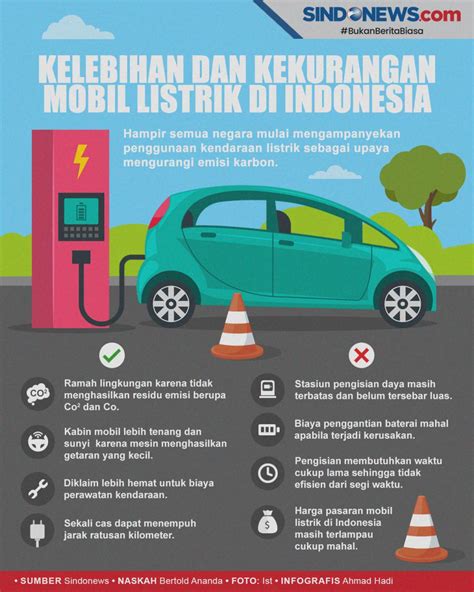 SINDONEWS.com
#BukanBeritaBiasa
KELEBIHAN DAN KEKURANGAN
MOBIL LISTRIK DI INDONESIA
Hampir semua negara mulai mengampanyekan
penggunaan kendaraan listrik sebagai upaya
mengurangi emisi karbon.
CO²
Ramah lingkungan karena tidak
menghasilkan residu emisi berupa
Co² dan Co.
Kabin mobil lebih tenang dan
sunyi karena mesin menghasilkan
getaran yang kecil.
Diklaim lebih hemat untuk biaya
perawatan kendaraan.
Sekali cas dapat menempuh
jarak ratusan kilometer.
Stasiun pengisian daya masih
terbatas dan belum tersebar luas.
Biaya penggantian baterai mahal
apabila terjadi kerusakan.
Pengisian membutuhkan waktu
cukup lama sehingga tidak
efisien dari segi waktu.
$
Harga pasaran mobil
listrik di Indonesia
masih terlampau
cukup mahal.
• SUMBER Sindonews • NASKAH Bertold Ananda • FOTO: Ist • INFOGRAFIS Ahmad Hadi